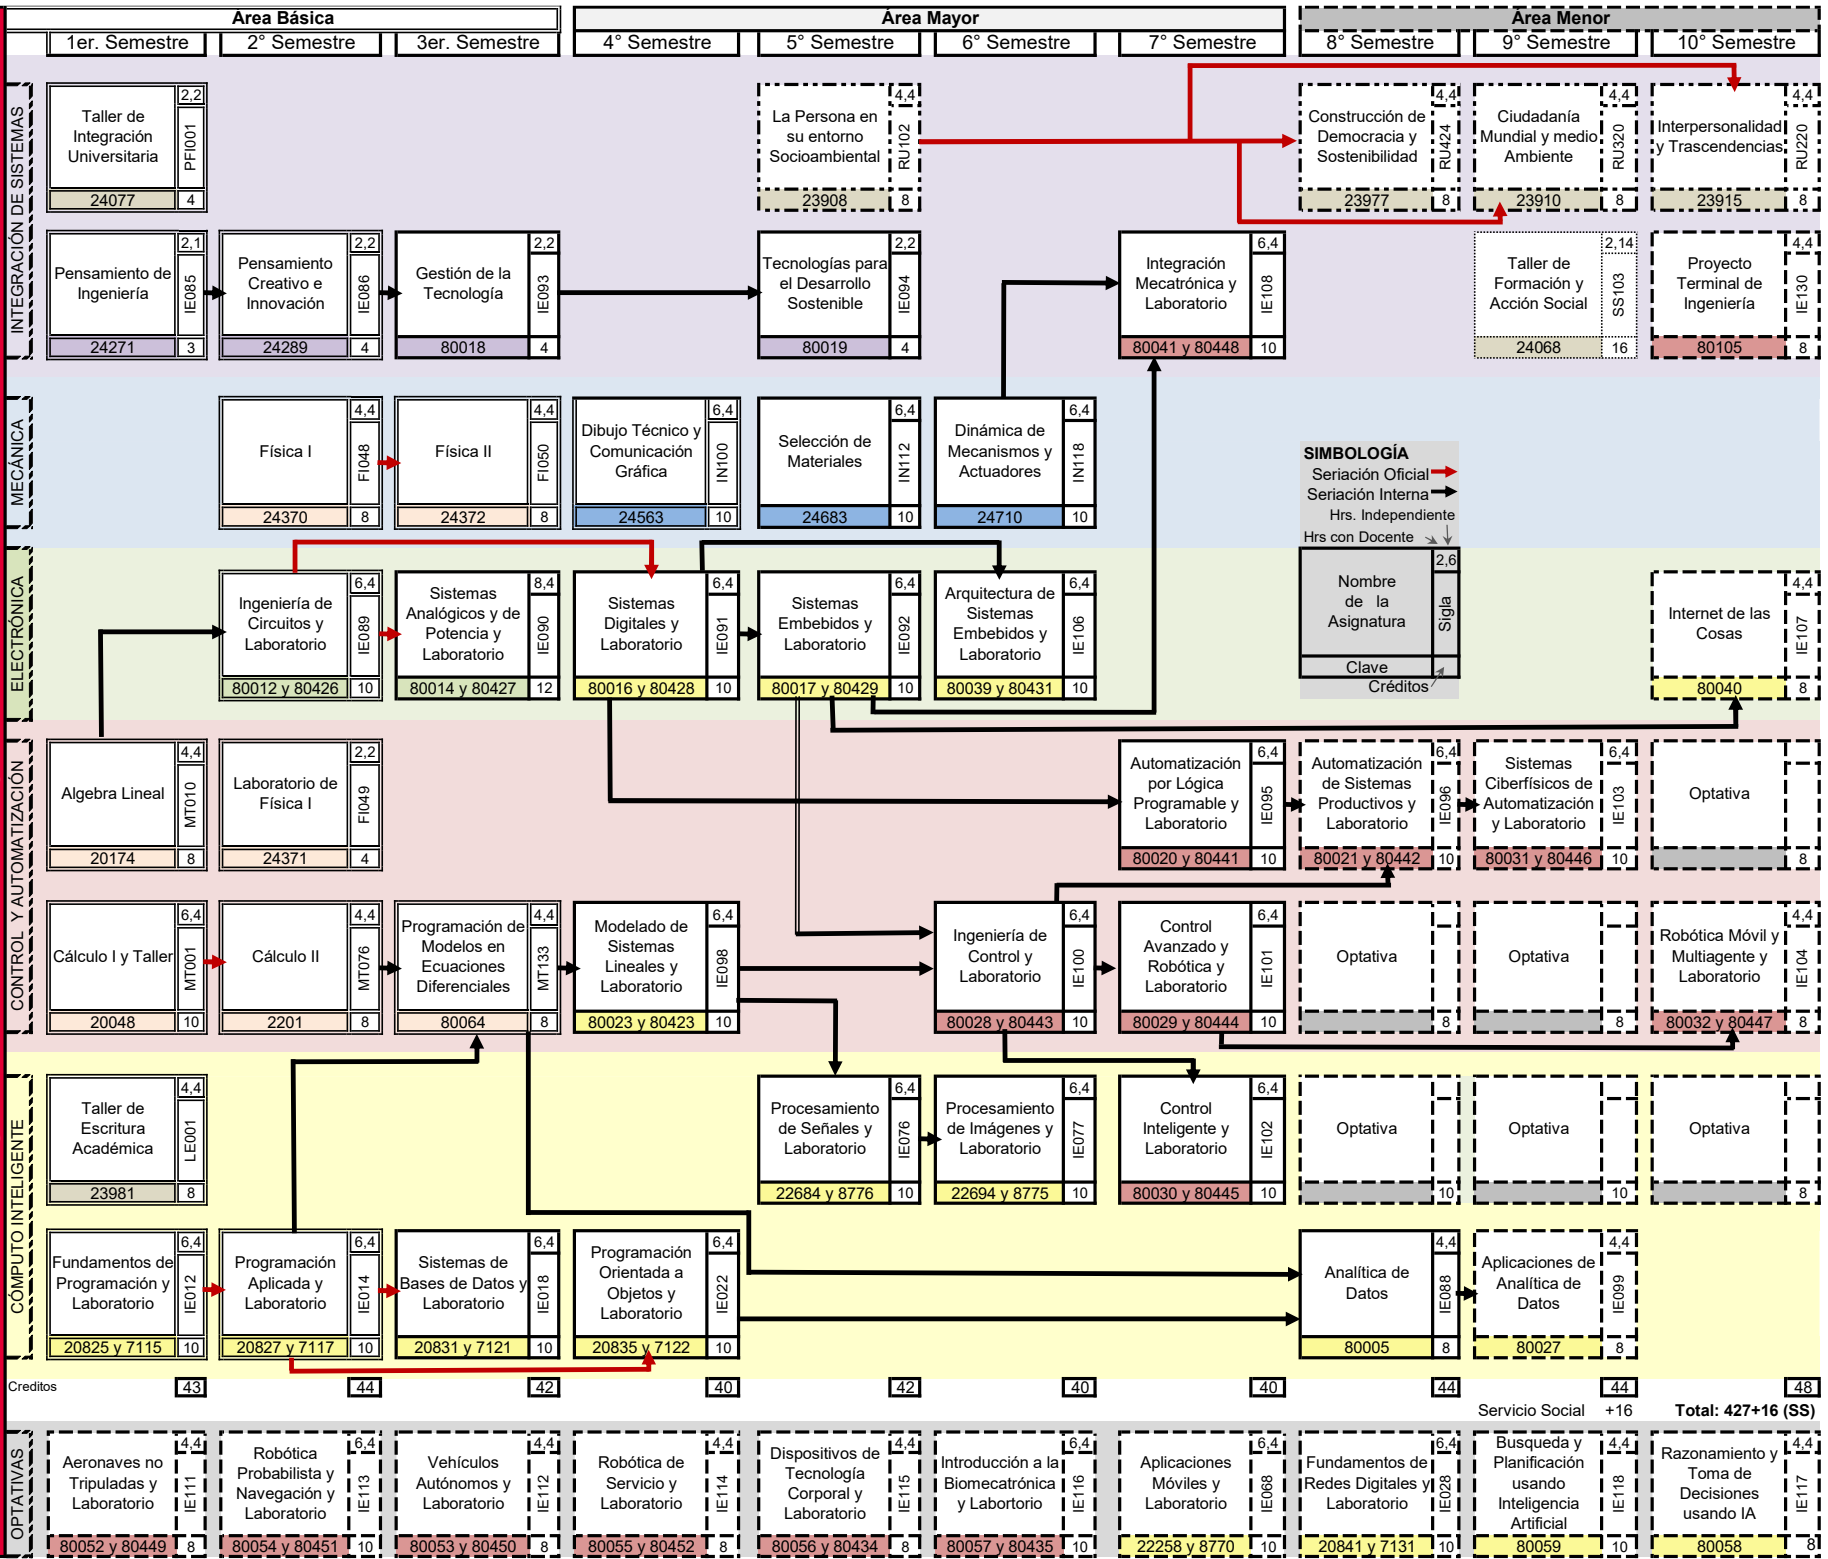 Área Básica
Área Mayor
Área Menor
1er. Semestre
2° Semestre
3er. Semestre
4° Semestre
5° Semestre
6° Semestre
7° Semestre
8° Semestre
9° Semestre
10° Semestre
INTEGRACIÓN DE SISTEMAS
Taller de
Integración
Universitaria
2,2
PFI001
24077
4
La Persona en
su entorno
Socioambiental
4,4
RU102
23908
8
Construcción de
Democracia y
Sostenibilidad
4,4
RU424
23977
8
Ciudadanía
Mundial y medio
Ambiente
4,4
RU320
23910
8
Interpersonalidad
y Trascendencias
4,4
RU220
23915
8
Pensamiento de
Ingeniería
2,1
IE085
24271
3
Pensamiento
Creativo e
Innovación
2,2
IE086
24289
4
Gestión de la
Tecnología
2,2
IE093
80018
4
Tecnologías para
el Desarrollo
Sostenible
2,2
IE094
80019
4
Integración
Mecatrónica y
Laboratorio
6,4
IE108
80041 y 80448
10
Taller de
Formación y
Acción Social
2,14
SS103
24068
16
Proyecto
Terminal de
Ingeniería
4,4
IE130
80105
8
MECÁNICA
Física I
4,4
FI048
24370
8
Física II
4,4
FI050
24372
8
Dibujo Técnico y
Comunicación
Gráfica
6,4
IN100
24563
10
Selección de
Materiales
6,4
IN112
24683
10
Dinámica de
Mecanismos y
Actuadores
6,4
IN118
24710
10
SIMBOLOGÍA
Seriación Oficial
Seriación Interna
Hrs. Independiente
Hrs con Docente
Nombre
de la
Asignatura
2,6
Sigla
Clave
Créditos
ELECTRÓNICA
Ingeniería de
Circuitos y
Laboratorio
6,4
IE089
80012 y 80426
10
Sistemas
Analógicos y de
Potencia y
Laboratorio
8,4
IE090
80014 y 80427
12
Sistemas
Digitales y
Laboratorio
6,4
IE091
80016 y 80428
10
Sistemas
Embebidos y
Laboratorio
6,4
IE092
80017 y 80429
10
Arquitectura de
Sistemas
Embebidos y
Laboratorio
6,4
IE106
80039 y 80431
10
Internet de las
Cosas
4,4
IE107
80040
8
CONTROL Y AUTOMATIZACIÓN
Algebra Lineal
4,4
MT010
20174
8
Laboratorio de
Física I
2,2
FI049
24371
4
Automatización
por Lógica
Programable y
Laboratorio
6,4
IE095
80020 y 80441
10
Automatización
de Sistemas
Productivos y
Laboratorio
6,4
IE096
80021 y 80442
10
Sistemas
Ciberfísicos de
Automatización
y Laboratorio
6,4
IE103
80031 y 80446
10
Optativa
8
Cálculo I y Taller
6,4
MT001
20048
10
Cálculo II
4,4
MT076
2201
8
Programación de
Modelos en
Ecuaciones
Diferenciales
4,4
MT133
80064
8
Modelado de
Sistemas
Lineales y
Laboratorio
6,4
IE098
80023 y 80423
10
Ingeniería de
Control y
Laboratorio
6,4
IE100
80028 y 80443
10
Control
Avanzado y
Robótica y
Laboratorio
6,4
IE101
80029 y 80444
10
Optativa
8
Optativa
8
Robótica Móvil y
Multiagente y
Laboratorio
4,4
IE104
80032 y 80447
8
CÓMPUTO INTELIGENTE
Taller de
Escritura
Académica
4,4
LE001
23981
8
Procesamiento
de Señales y
Laboratorio
6,4
IE076
22684 y 8776
10
Procesamiento
de Imágenes y
Laboratorio
6,4
IE077
22694 y 8775
10
Control
Inteligente y
Laboratorio
6,4
IE102
80030 y 80445
10
Optativa
10
Optativa
10
Optativa
8
Fundamentos de
Programación y
Laboratorio
6,4
IE012
20825 y 7115
10
Programación
Aplicada y
Laboratorio
6,4
IE014
20827 y 7117
10
Sistemas de
Bases de Datos y
Laboratorio
6,4
IE018
20831 y 7121
10
Programación
Orientada a
Objetos y
Laboratorio
6,4
IE022
20835 y 7122
10
Analítica de
Datos
4,4
IE088
80005
8
Aplicaciones de
Analítica de
Datos
4,4
IE099
80027
8
Creditos
43
44
42
40
42
40
40
44
44
48
Servicio Social +16
Total: 427+16 (SS)
OPTATIVAS
Aeronaves no
Tripuladas y
Laboratorio
4,4
IE111
80052 y 80449
8
Robótica
Probabilista y
Navegación y
Laboratorio
6,4
IE113
80054 y 80451
10
Vehículos
Autónomos y
Laboratorio
4,4
IE112
80053 y 80450
8
Robótica de
Servicio y
Laboratorio
4,4
IE114
80055 y 80452
8
Dispositivos de
Tecnología
Corporal y
Laboratorio
4,4
IE115
80056 y 80434
8
Introducción a la
Biomecatrónica
y Labortorio
6,4
IE116
80057 y 80435
10
Aplicaciones
Móviles y
Laboratorio
6,4
IE068
22258 y 8770
10
Fundamentos de
Redes Digitales y
Laboratorio
6,4
IE028
20841 y 7131
10
Busqueda y
Planificación
usando
Inteligencia
Artificial
4,4
IE118
80059
10
Razonamiento y
Toma de
Decisiones
usando IA
4,4
IE117
80058
8